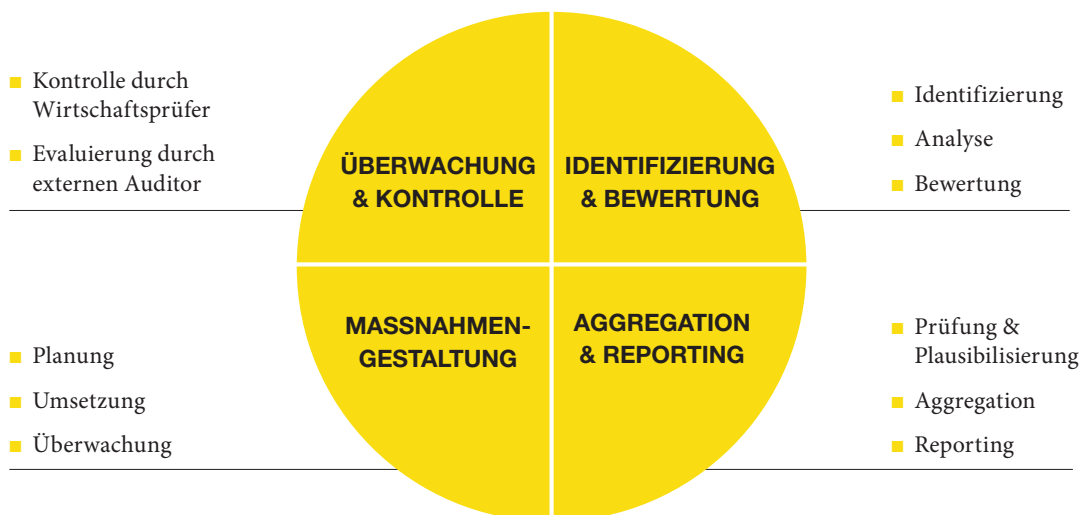 Kontrolle durch
Wirtschaftsprüfer
Evaluierung durch
externen Auditor
ÜBERWACHUNG
& KONTROLLE
IDENTIFIZIERUNG
& BEWERTUNG
Identifizierung
Analyse
Bewertung
Planung
Umsetzung
Überwachung
MASSNAHMEN-
GESTALTUNG
AGGREGATION
& REPORTING
Prüfung &
Plausibilisierung
Aggregation
Reporting